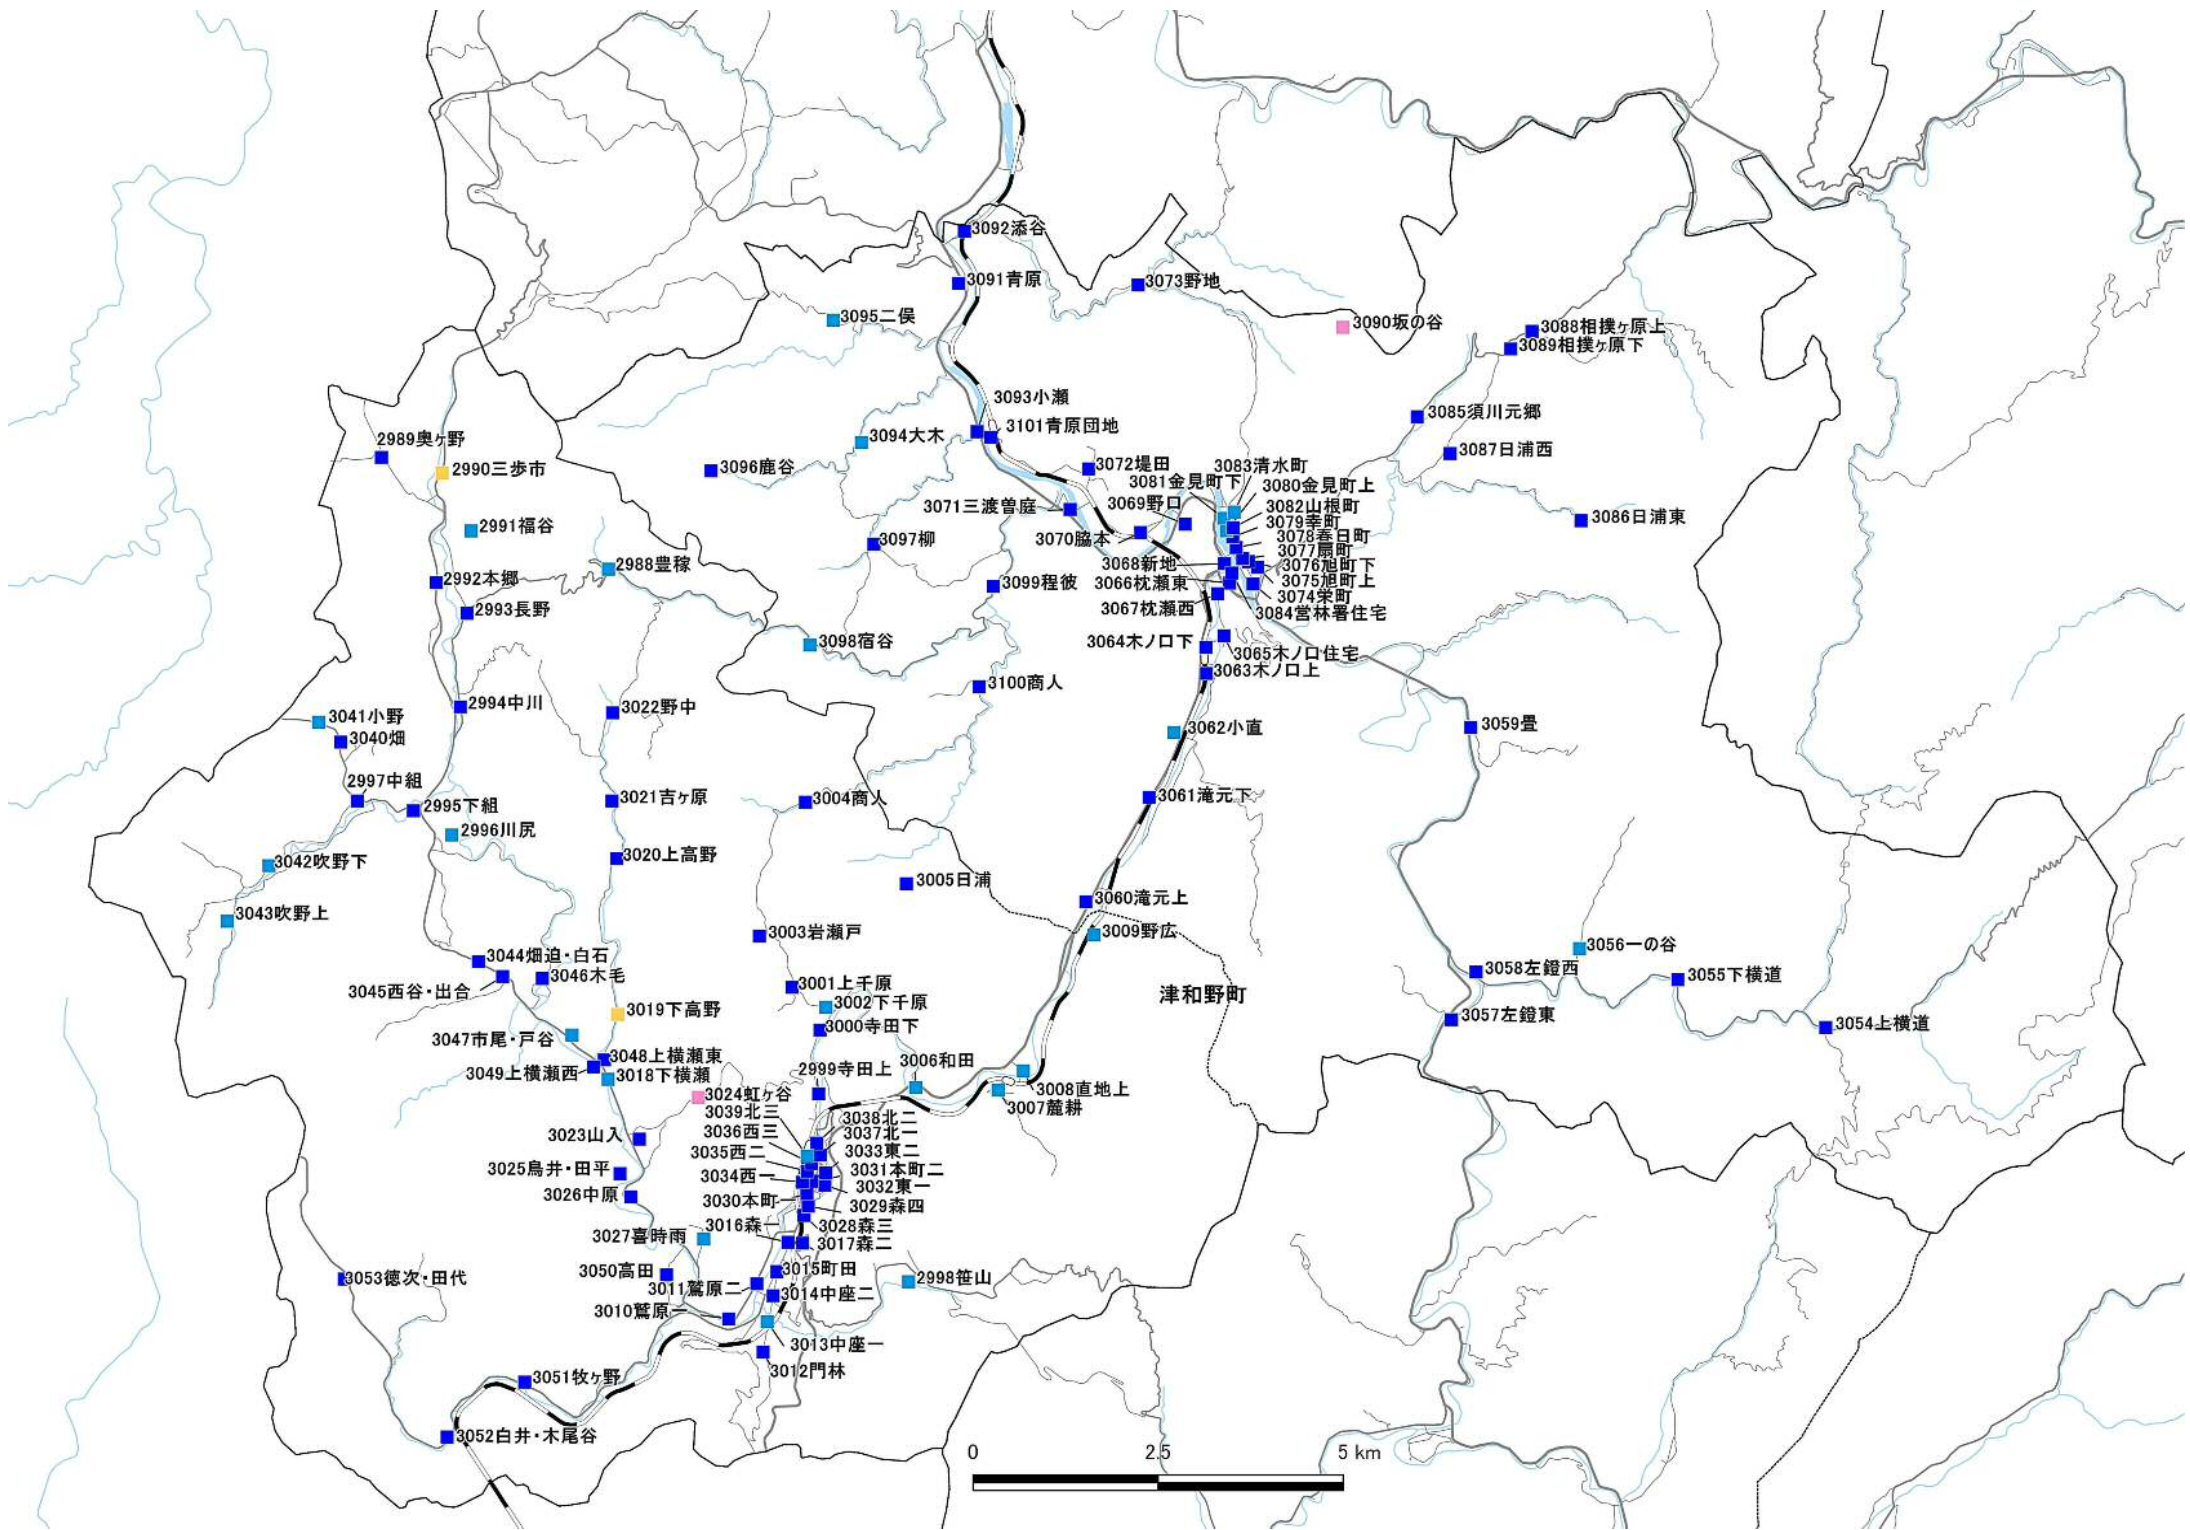 3092添谷
3091青原
3073野地
3095二俣
3090坂の谷
3088相撲ヶ原上
3089相撲ヶ原下
3093小瀬
3101青原団地
3085須川元郷
2989奥ヶ野
3094大木
3087日浦西
2990三歩市
3096鹿谷
3072堤田
3083清水町
3081金見町下
3080金見町上
3071三渡曽庭
3069野口
3082山根町
3086日浦東
2991福谷
3079幸町
3097柳
3070脇本
3078春日町
3077扇町
2988豊稼
3068新地
3076旭町下
2992本郷
3099程彼
3066枕瀬東
3075旭町上
3074栄町
2993長野
3067枕瀬西
3084営林署住宅
3098宿谷
3064木ノ口下
3065木ノ口住宅
3063木ノ口上
3100商人
2994中川
3022野中
3041小野
3040畑
3062小直
3059畳
2997中組
2995下組
3021吉ヶ原
3004商人
3061滝元下
2996川尻
3020上高野
3042吹野下
3005日浦
3060滝元上
3043吹野上
3003岩瀬戸
3009野広
3056一の谷
3044畑迫・白石
3046木毛
3058左鐙西
3055下横道
3045西谷・出合
3001上千原
津和野町
3002下千原
3019下高野
3057左鐙東
3054上横道
3000寺田下
3047市尾・戸谷
3048上横瀬東
3006和田
3049上横瀬西
3018下横瀬
2999寺田上
3008直地上
3024虹ヶ谷
3007麓耕
3039北三
3038北二
3036西三
3037北一
3023山入
3035西二
3033東二
3025鳥井・田平
3034西一
3031本町二
3026中原
3032東一
3030本町一
3029森四
3016森一
3028森三
3027喜時雨
3017森二
3050高田
3015町田
3053徳次・田代
3011鷲原二
2998笹山
3014中座二
3010鷲原一
3013中座一
3012門林
3051牧ヶ野
3052白井・木尾谷
0 2.5 5 km